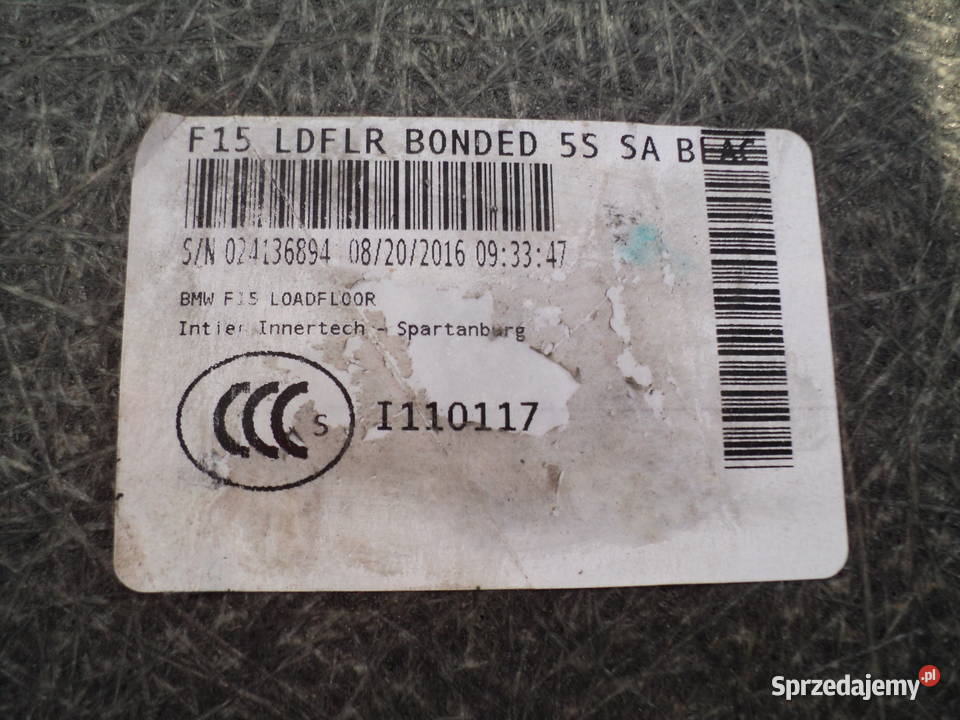 F15 LDFLR BONDED 5S SA BLAC
S/N 024136894 08/20/2016 09:33:47
BMW F15 LOADFLOOR
Intier Innertech - Spartanburg
CCC S
I110117
Sprzedajemy.pl